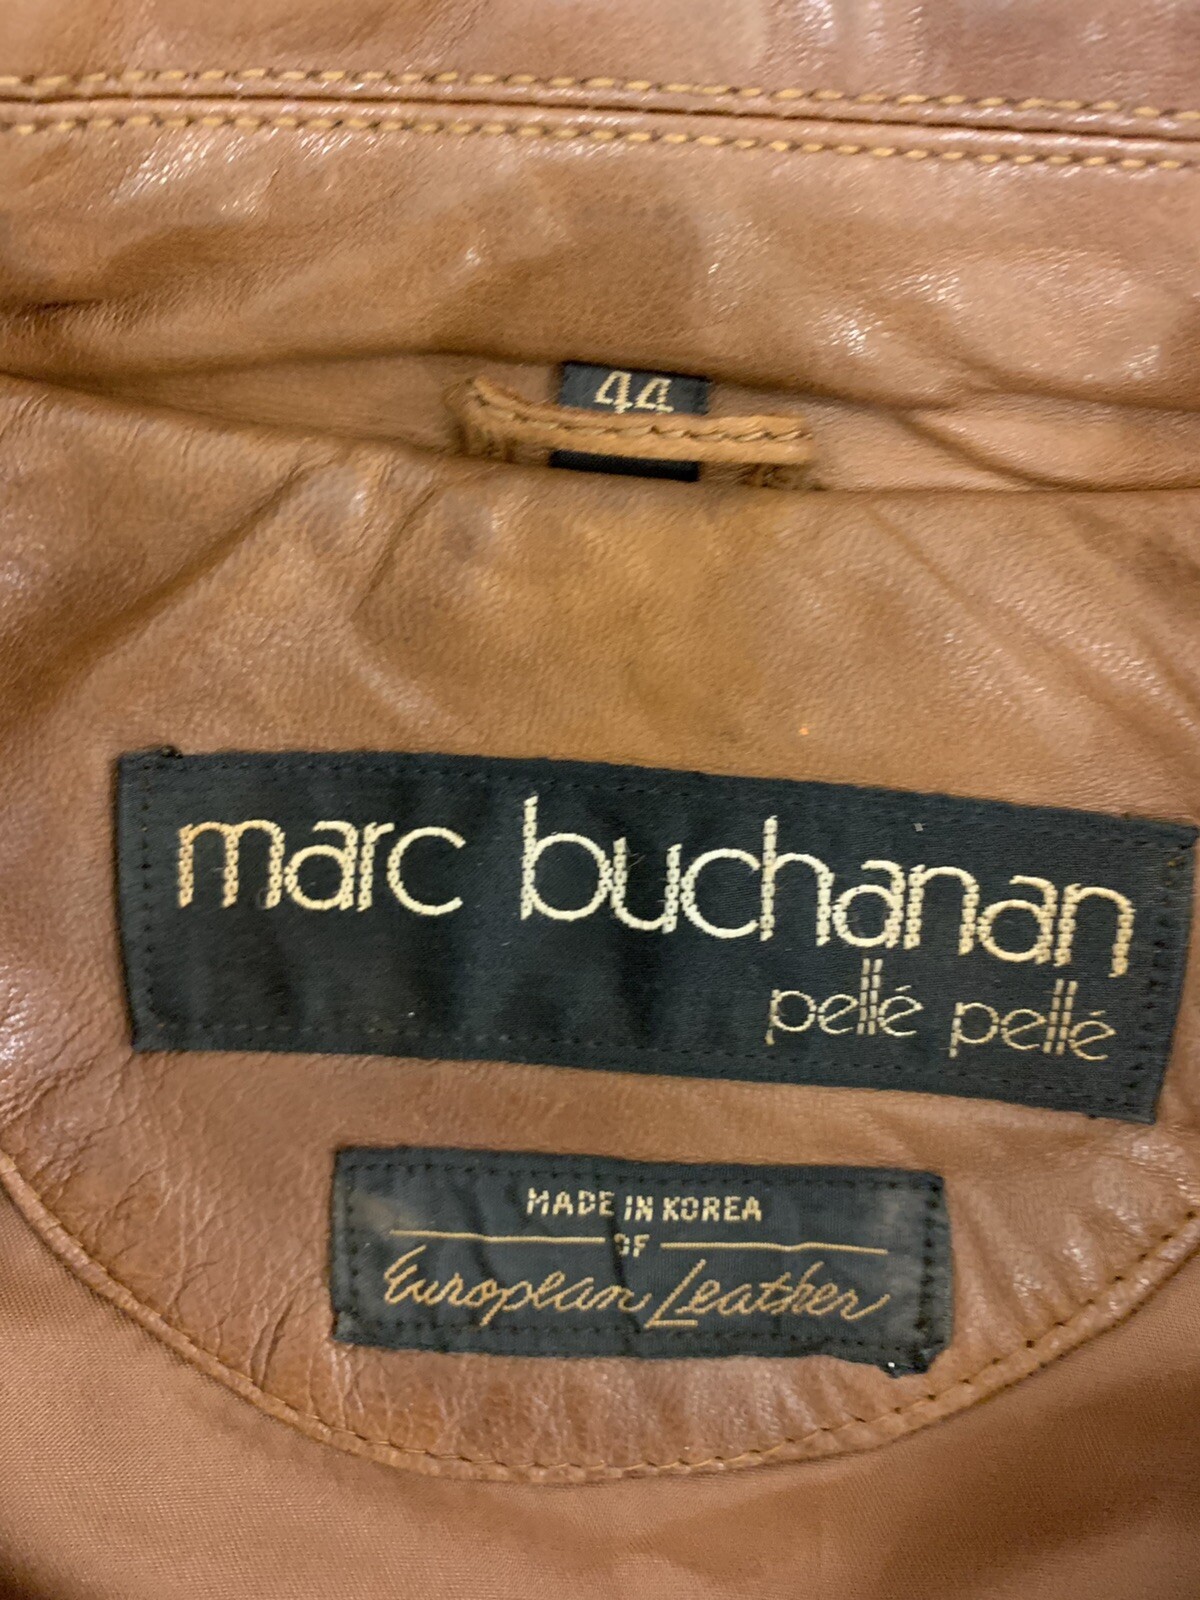 44
marc buchanan
pellé pellé
MADE IN KOREA
OF
European Leather